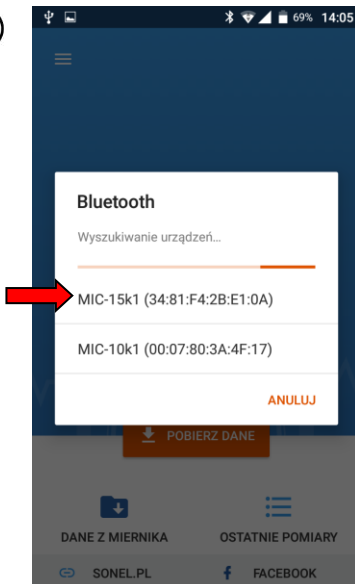 )
69% 14:05
Bluetooth
Wyszukiwanie urządzeń...
MIC-15k1 (34:81:F4:2B:E1:0A)
MIC-10k1 (00:07:80:3A:4F:17)
ANULUJ
POBIERZ DANE
DANE Z MIERNIKA OSTATNIE POMIARY
SONEL.PL FACEBOOK